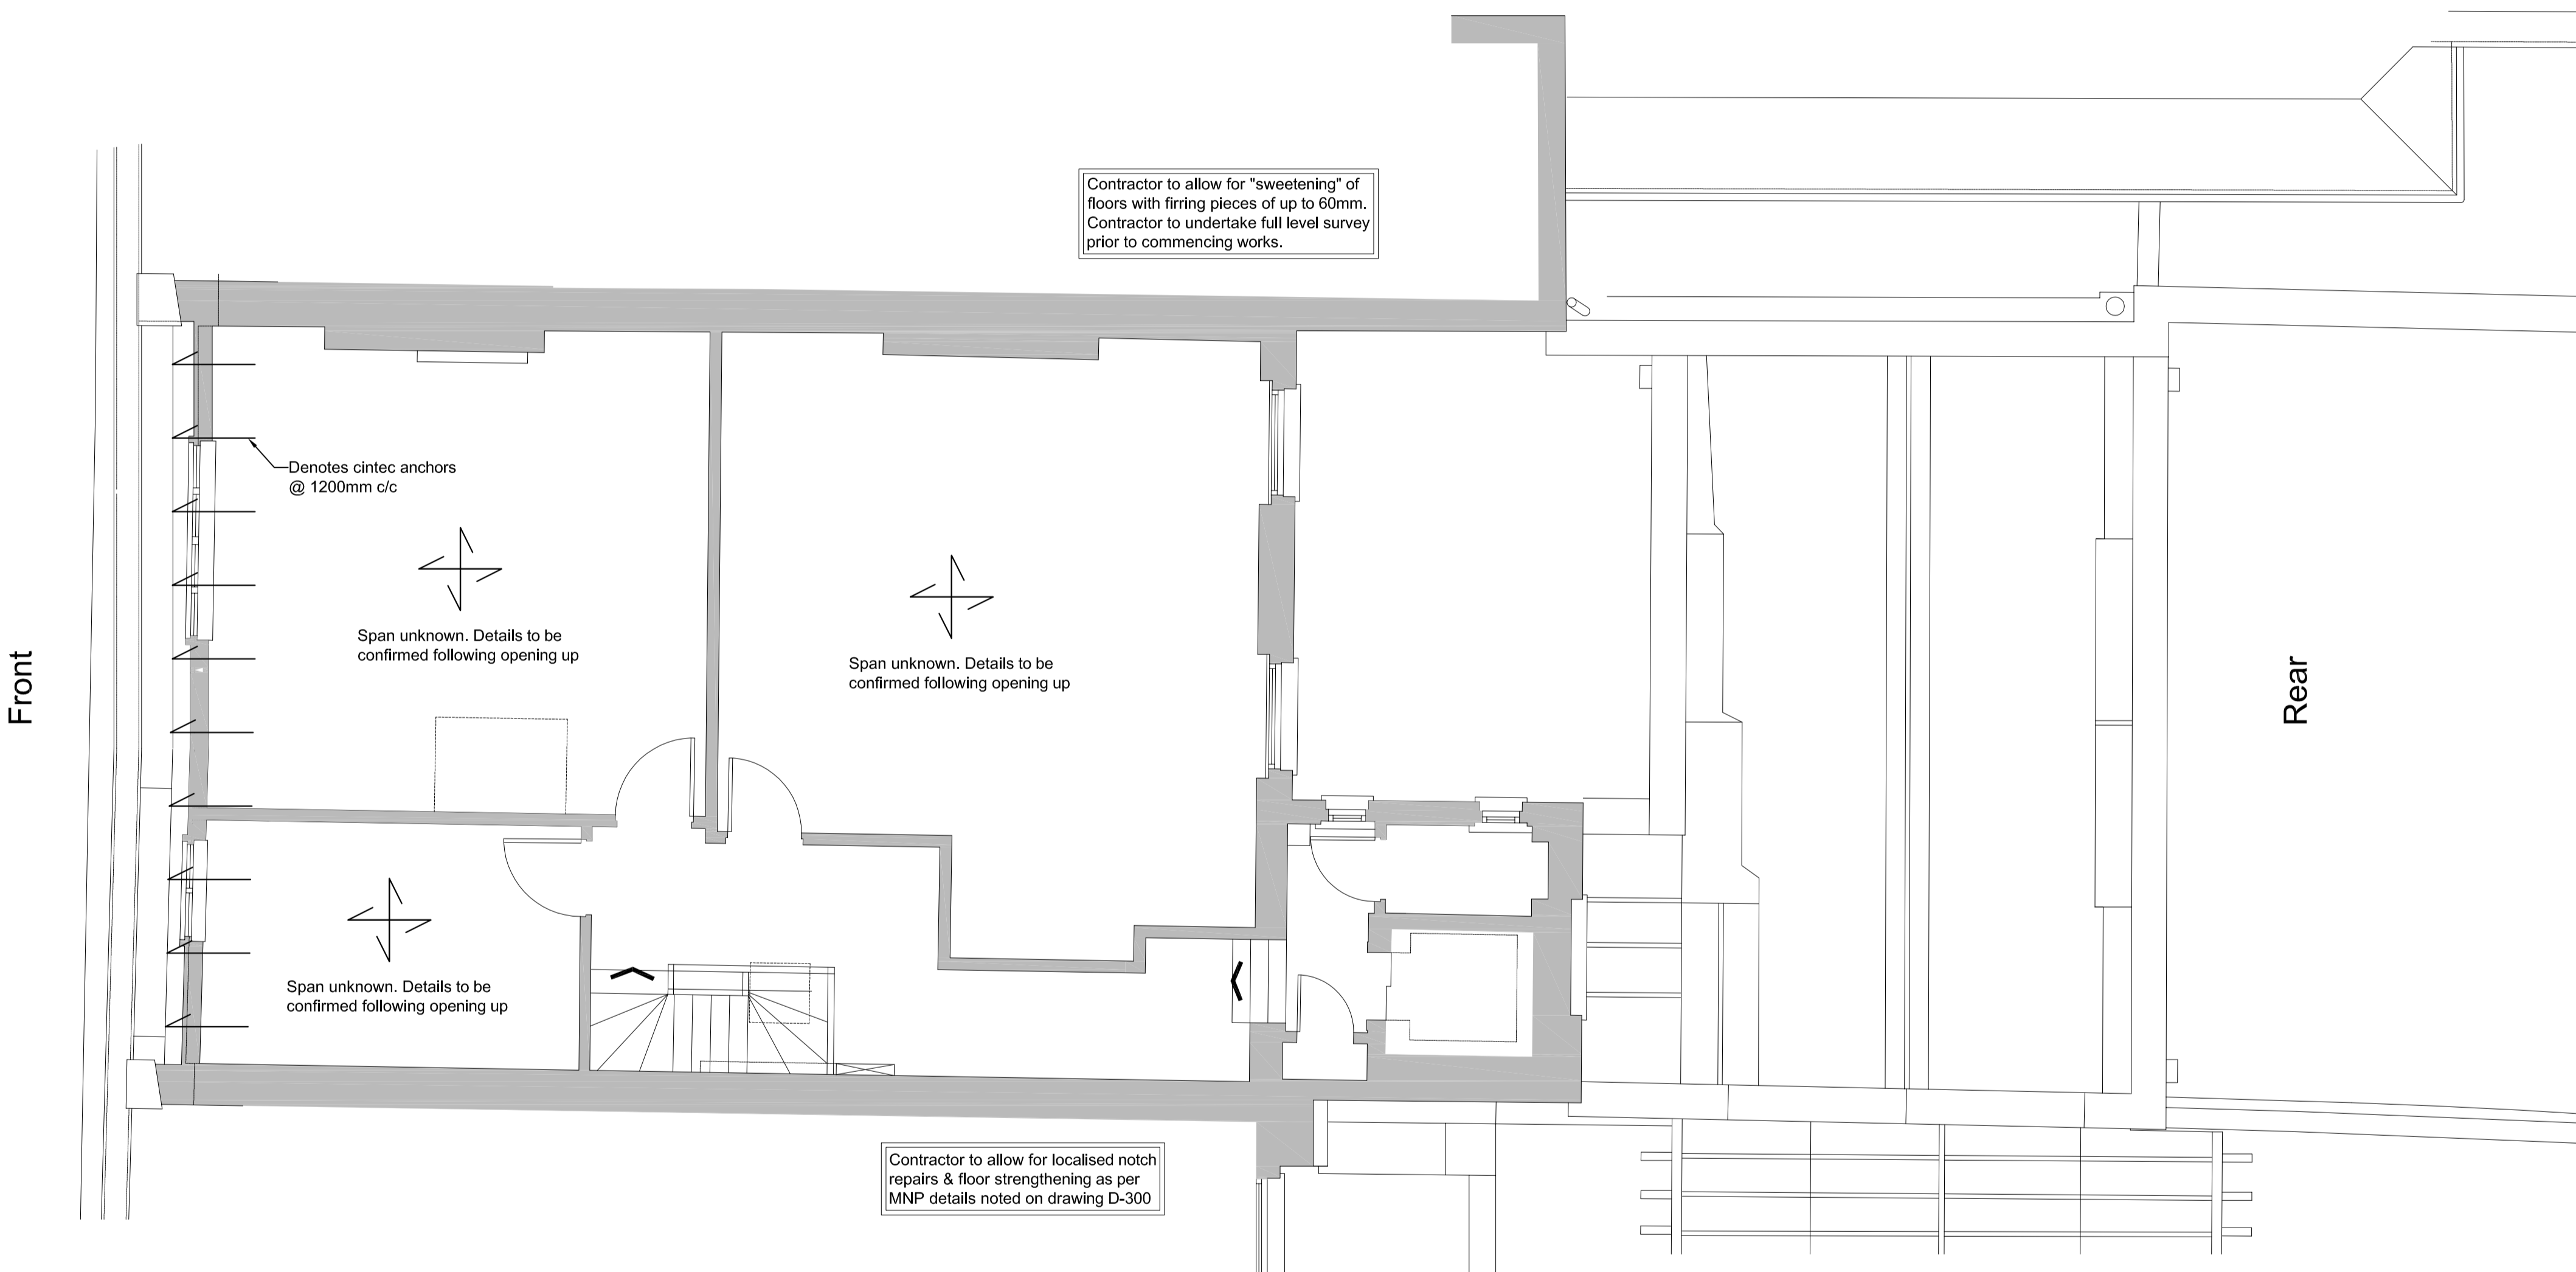 Contractor to allow for "sweetening" of
floors with firring pieces of up to 60mm.
Contractor to undertake full level survey
prior to commencing works.
Denotes cintec anchors
@ 1200mm c/c
Span unknown. Details to be
confirmed following opening up
Span unknown. Details to be
confirmed following opening up
Front
Rear
Span unknown. Details to be
confirmed following opening up
Contractor to allow for localised notch
repairs & floor strengthening as per
MNP details noted on drawing D-300